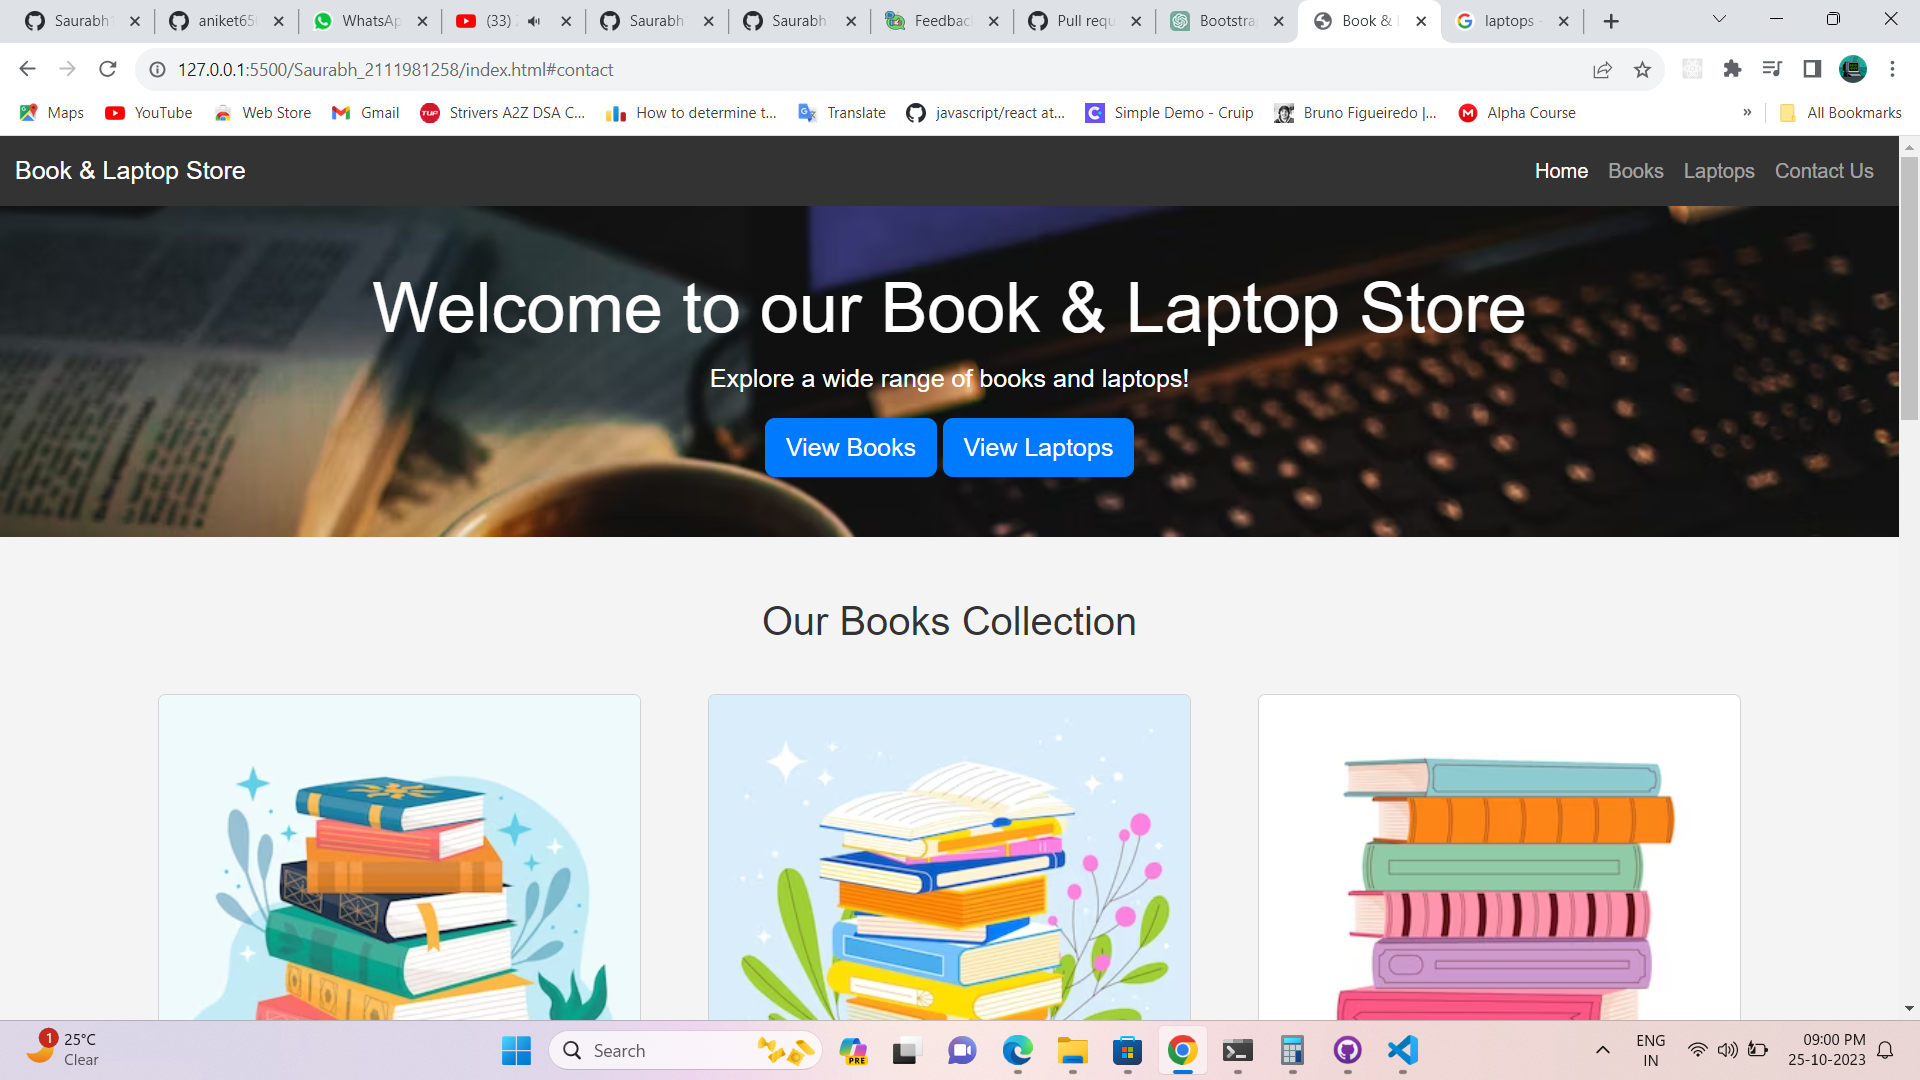 Saurabh1
aniket65
WhatsAp
(33)
Saurabh
Saurabh
Feedbac
Pull requ
Bootstra
Book &
laptops -
127.0.0.1:5500/Saurabh_2111981258/index.html#contact
Maps
YouTube
Web Store
Gmail
TUF
Strivers A2Z DSA C...
How to determine t...
Translate
javascript/react at...
Simple Demo - Cruip
Bruno Figueiredo |...
Alpha Course
»
All Bookmarks
Book & Laptop Store
Home
Books
Laptops
Contact Us
Welcome to our Book & Laptop Store
Explore a wide range of books and laptops!
View Books
View Laptops
Our Books Collection
1
25°C
Clear
Search
PRE
ENG
IN
09:00 PM
25-10-2023